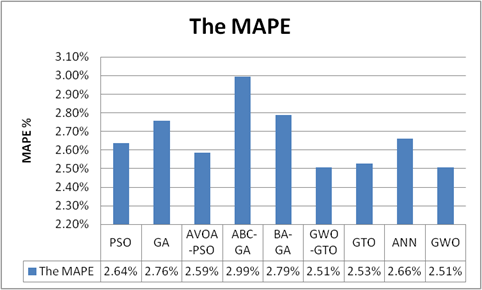 The MAPE
MAPE %
3.10%
3.00%
2.90%
2.80%
2.70%
2.60%
2.50%
2.40%
2.30%
2.20%
PSO GA AVOA-PSO ABC-GA BA-GA GWO-GTO GTO ANN GWO
The MAPE 2.64% 2.76% 2.59% 2.99% 2.79% 2.51% 2.53% 2.66% 2.51%